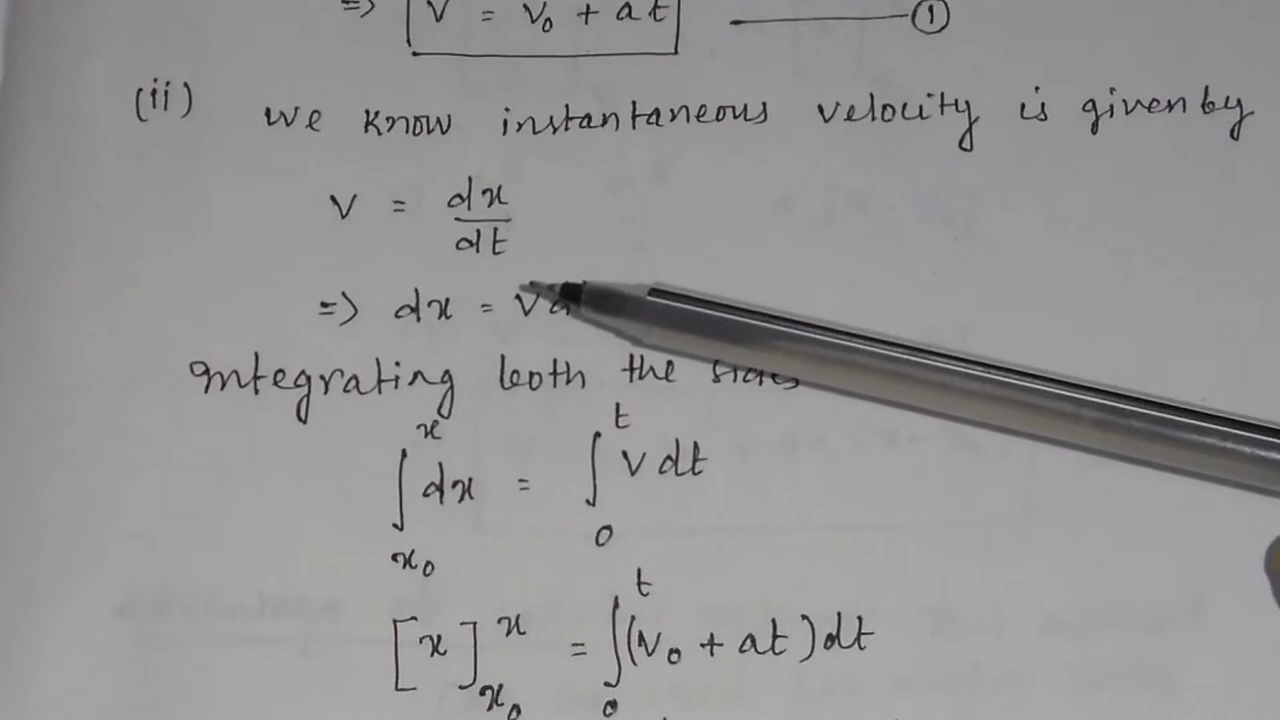 => V = V₀ + at ——— ①
(ii) We know instantaneous velocity is given by
V = dx/dt
=> dx = V
Integrating both the sides
∫ₓ₀ˣ dx = ∫₀ᵗ V dt
[x]ₓ₀ˣ = ∫₀ᵗ (V₀ + at) dt